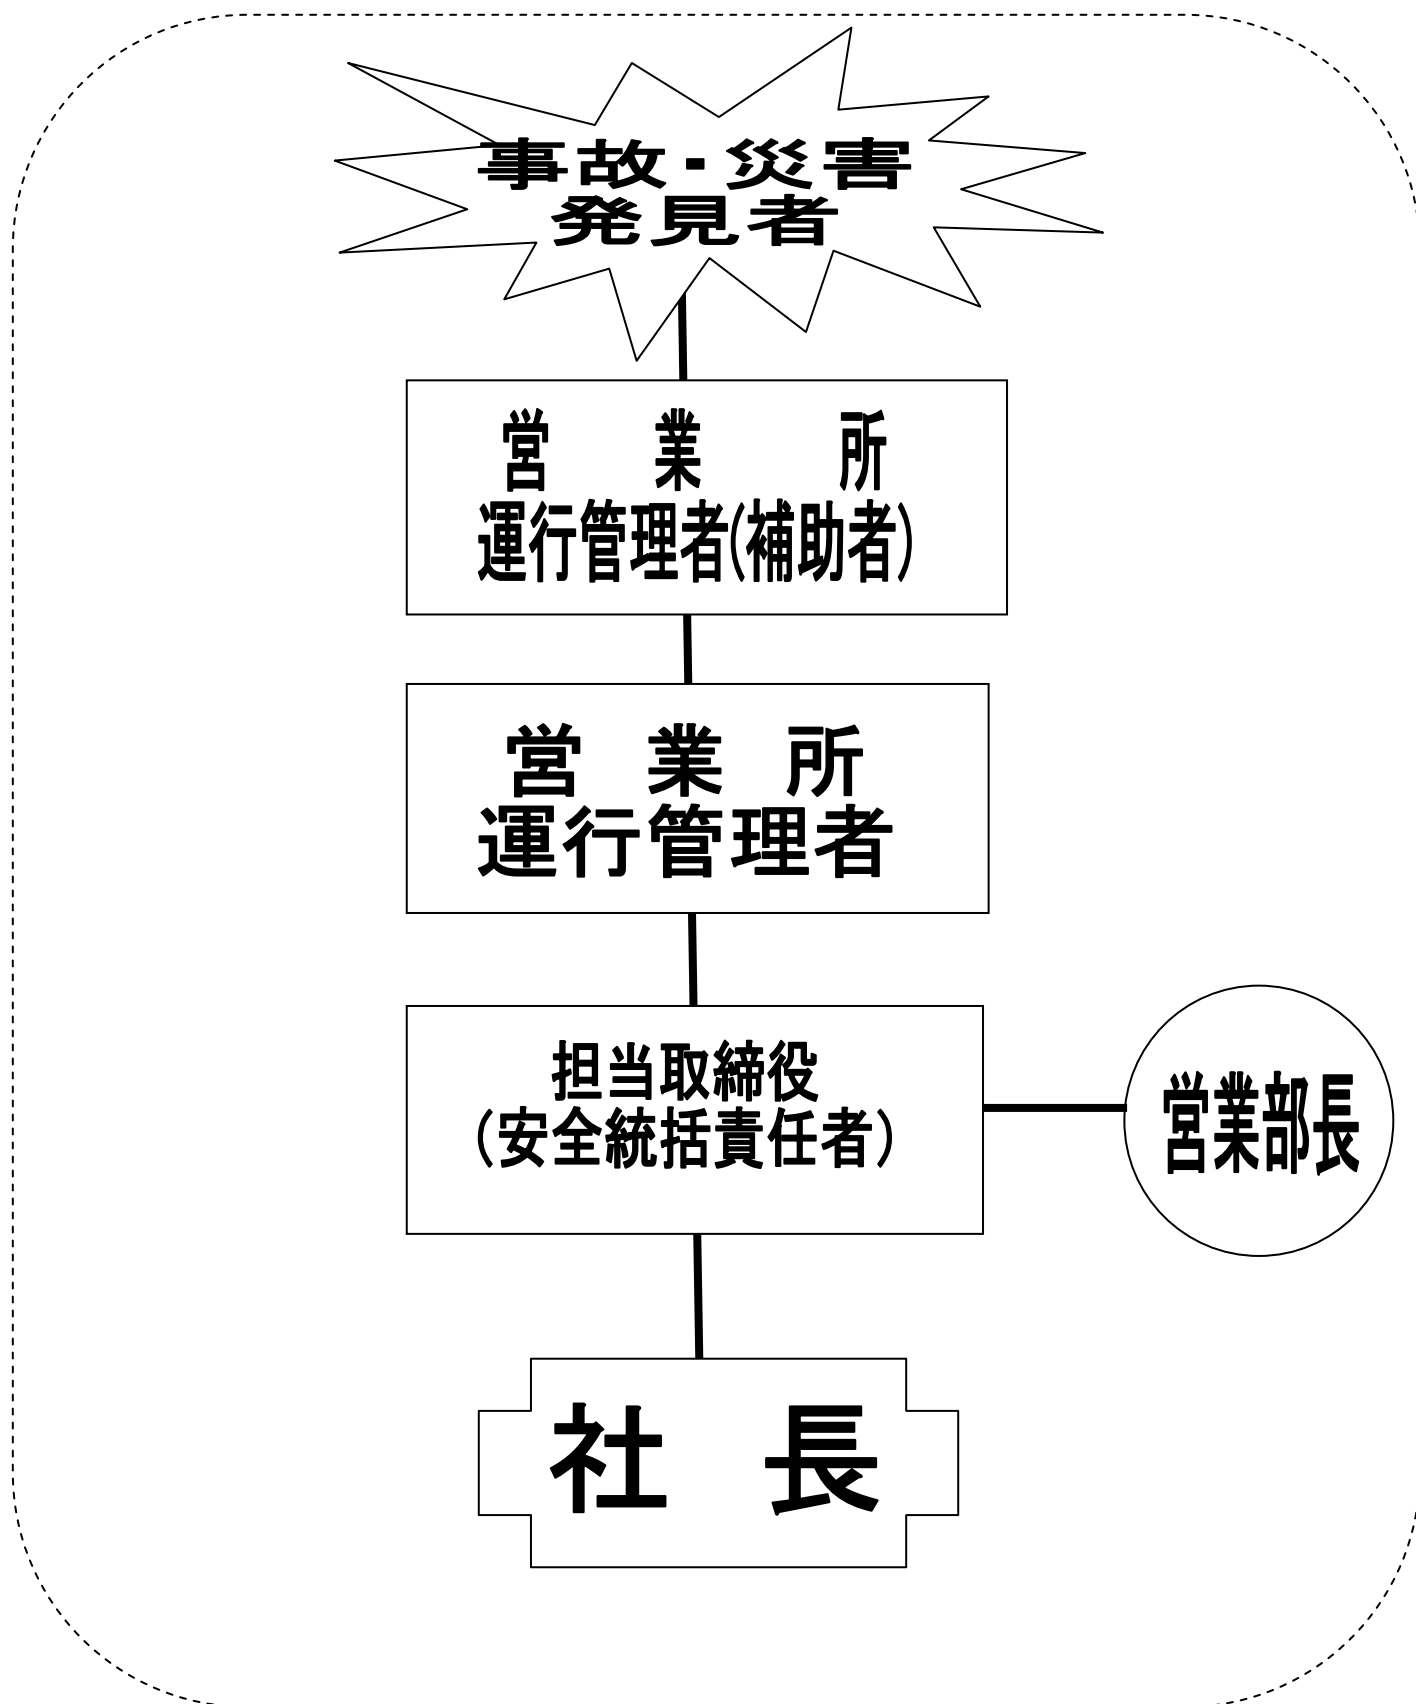 事故・災害
発見者
営　業　所
運行管理者(補助者)
営　業　所
運行管理者
担当取締役
(安全統括責任者)
営業部長
社　長